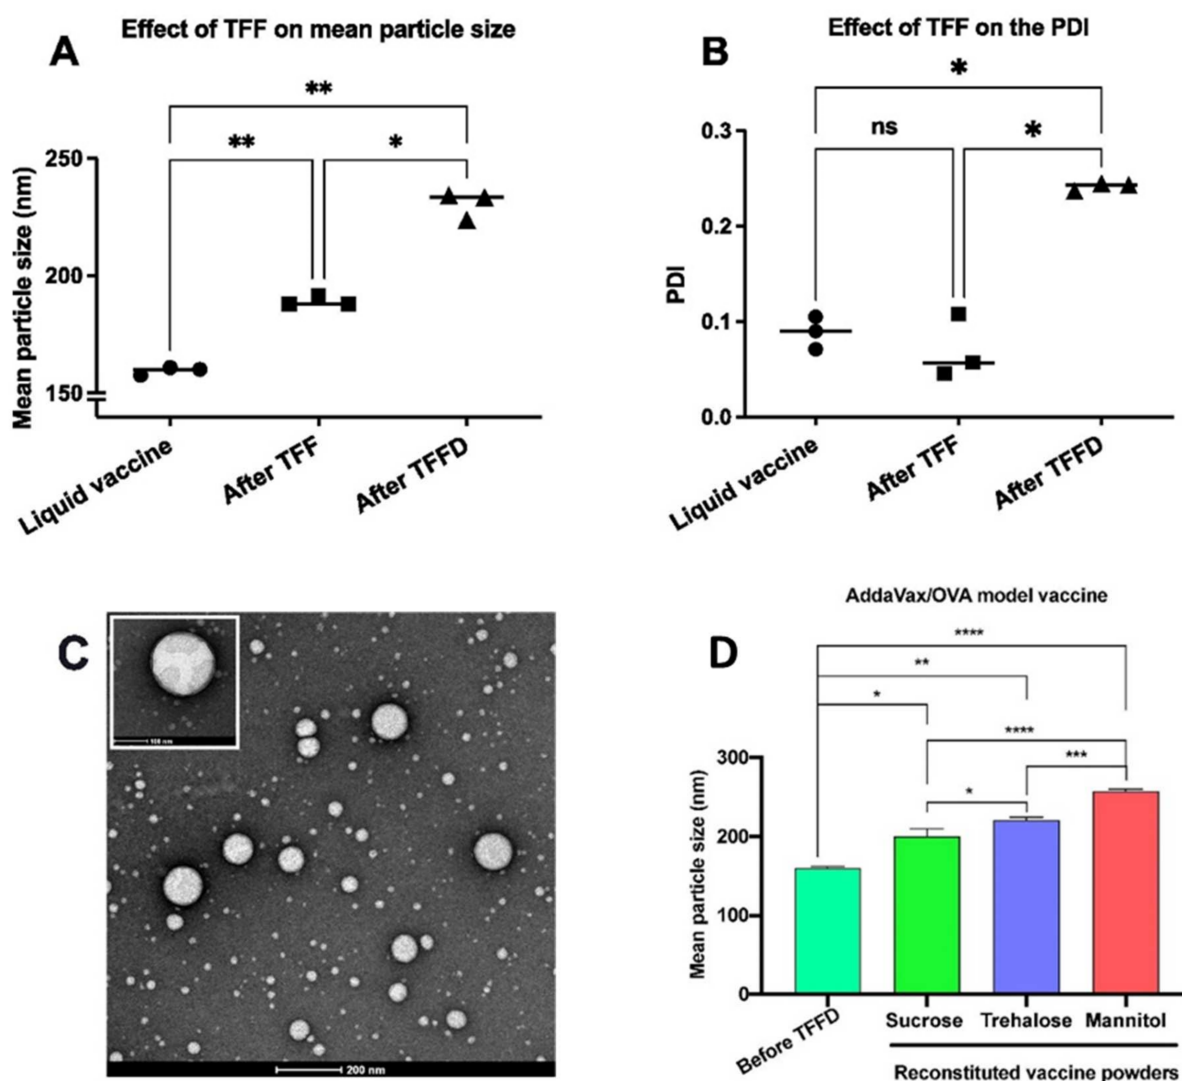 A
Effect of TFF on mean particle size
**
**
*
Mean particle size (nm)
250
200
150
Liquid vaccine
After TFF
After TFFD
B
Effect of TFF on the PDI
*
ns
*
PDI
0.3
0.2
0.1
0.0
Liquid vaccine
After TFF
After TFFD
C
100 nm
200 nm
D
AddaVax/OVA model vaccine
****
**
*
****
***
*
Mean particle size (nm)
300
200
100
0
Before TFFD
Sucrose
Trehalose
Mannitol
Reconstituted vaccine powders